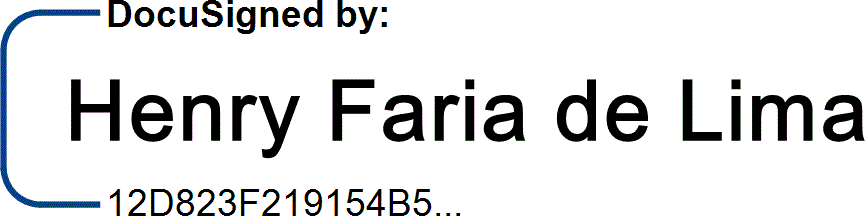 DocuSigned by:
Henry Faria de Lima
12D823F219154B5...